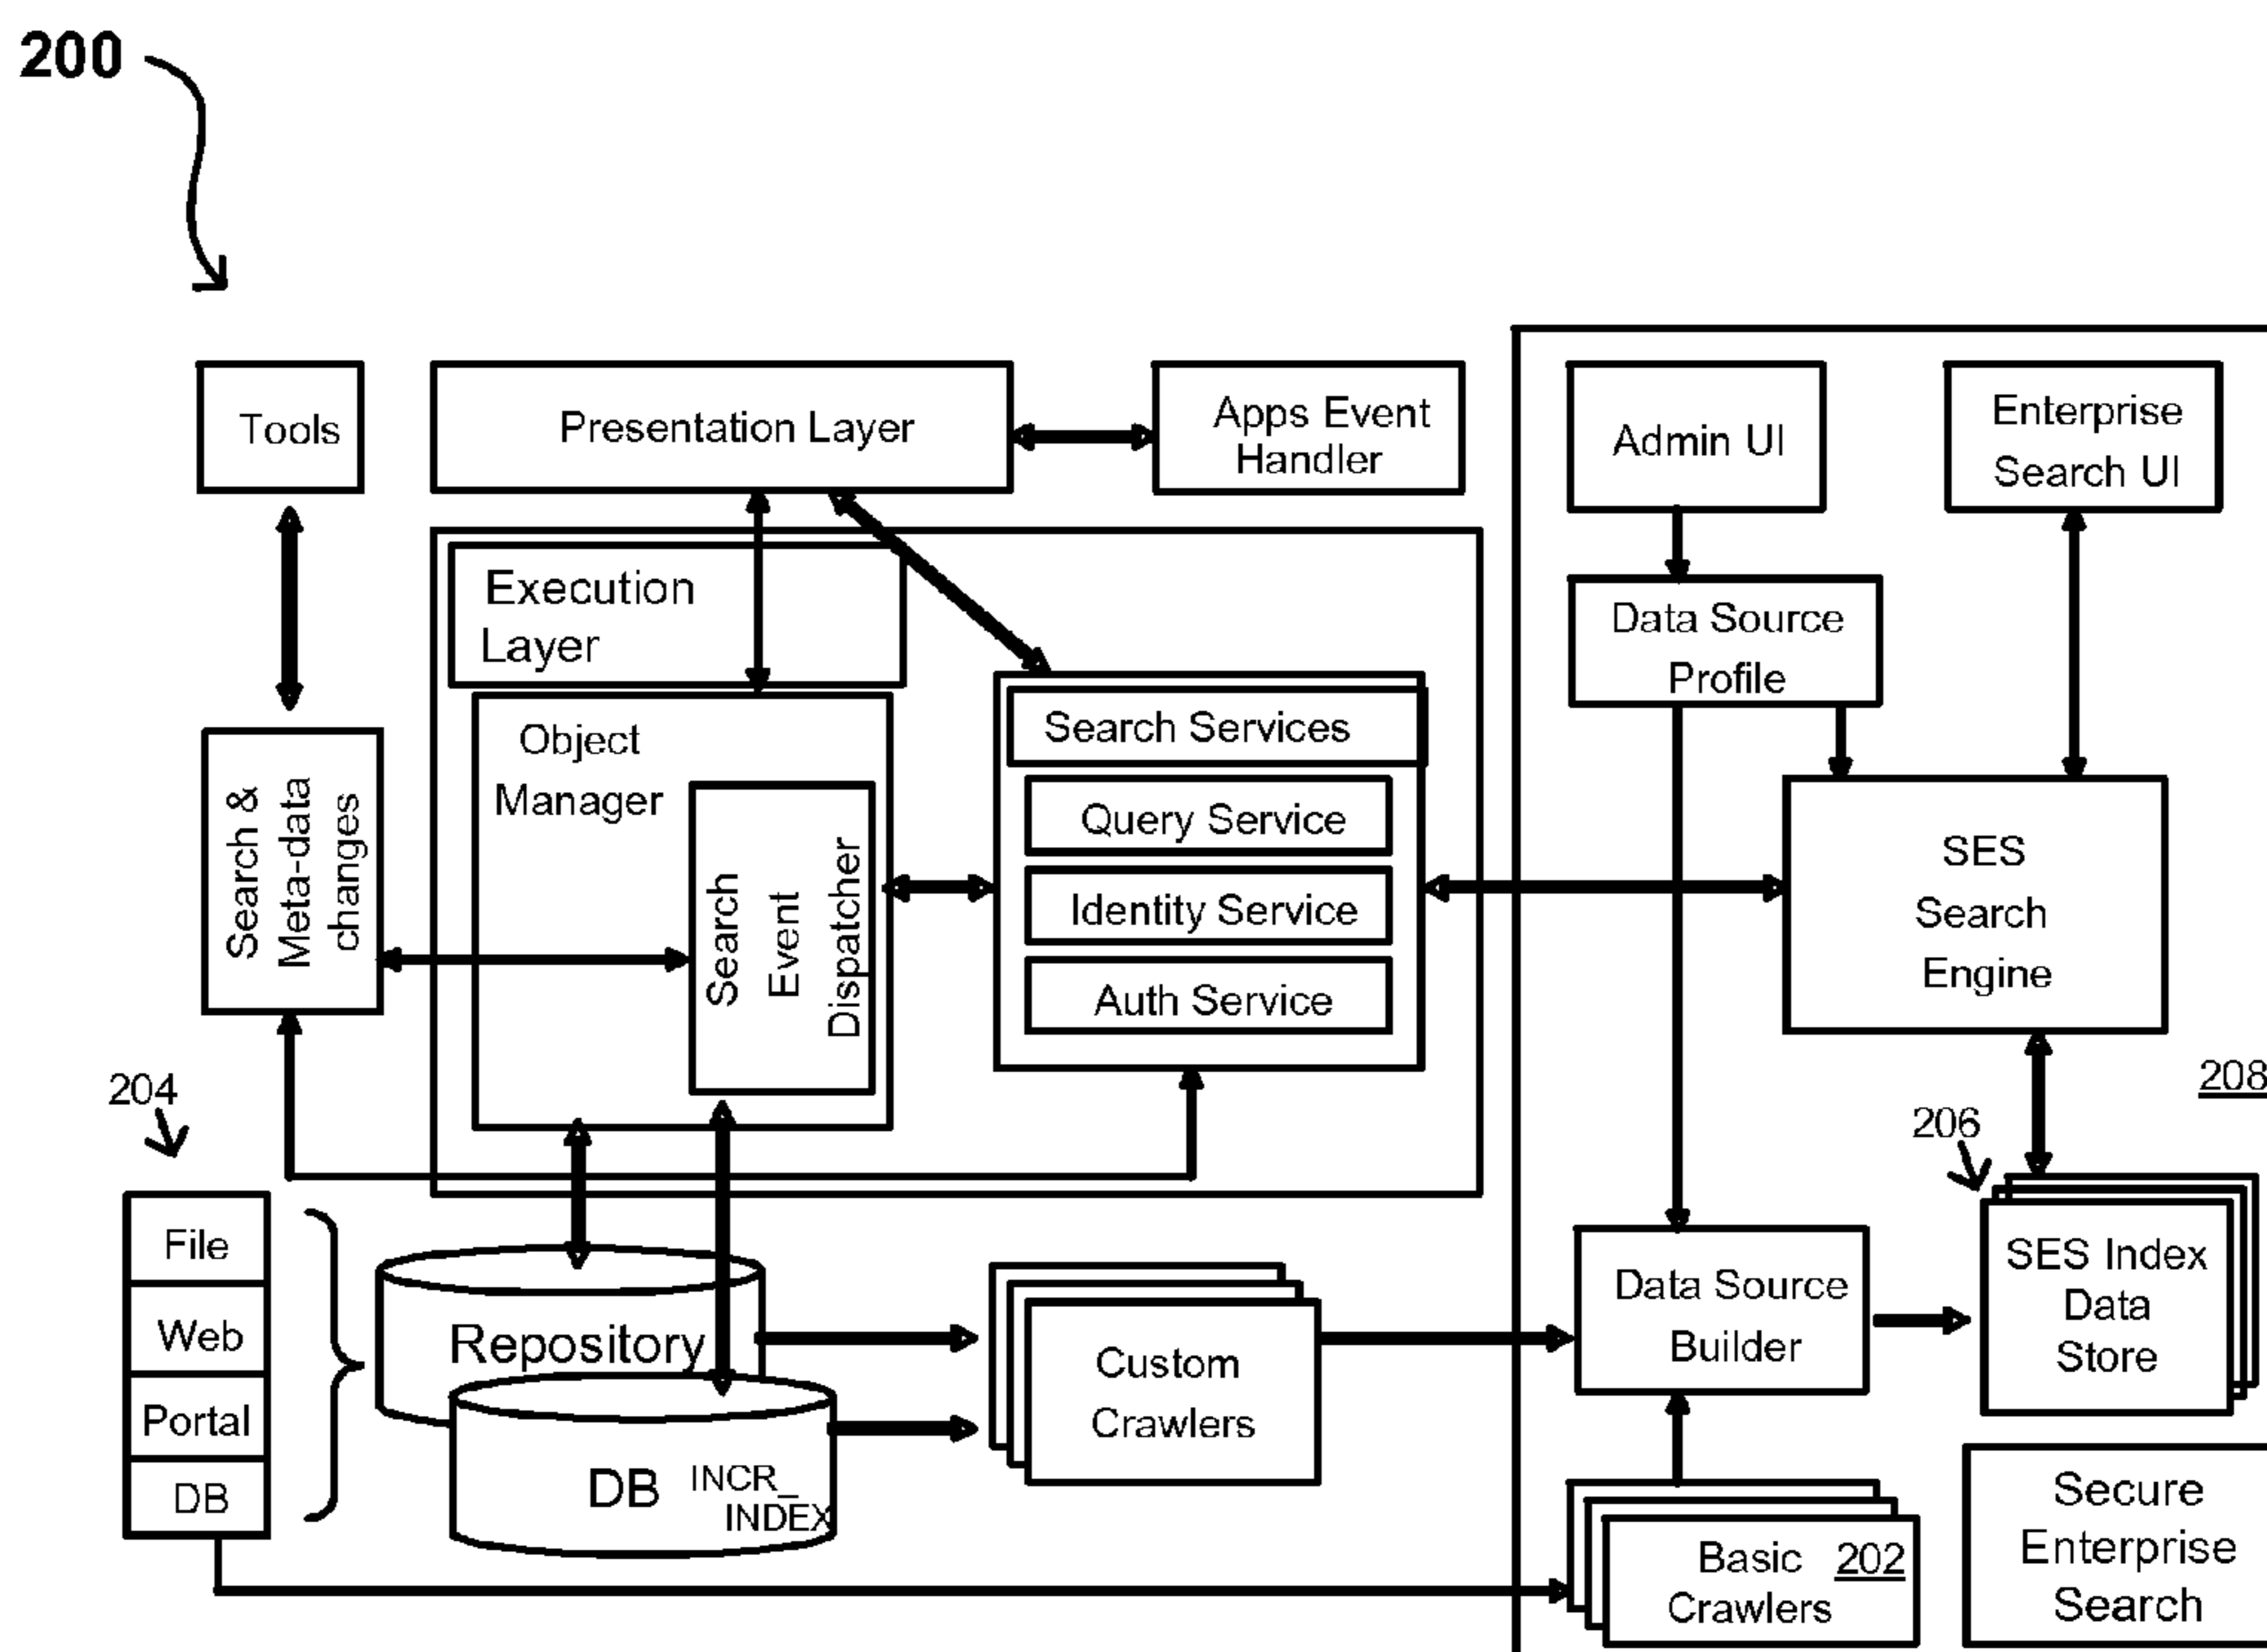 200
Tools
Presentation Layer
Apps Event
Handler
Admin UI
Enterprise
Search UI
Execution
Layer
Data Source
Profile
Object
Manager
Search Services
Query Service
Identity Service
Auth Service
Search &
Meta-data
changes
Search
Event
Dispatcher
SES
Search
Engine
204
208
206
File
Web
Portal
DB
Repository
DB
INCR_
INDEX
Custom
Crawlers
Data Source
Builder
SES Index
Data
Store
Basic 202
Crawlers
Secure
Enterprise
Search